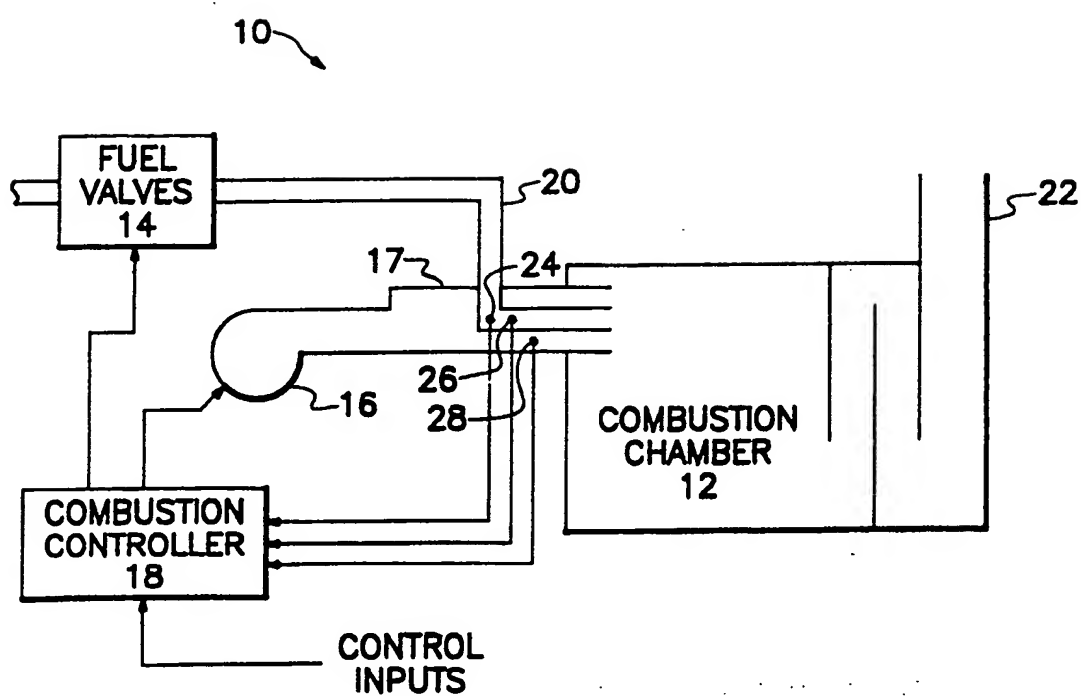 10
FUEL
VALVES
14
20
22
17
24
26
16
28
COMBUSTION
CHAMBER
12
COMBUSTION
CONTROLLER
18
CONTROL
INPUTS